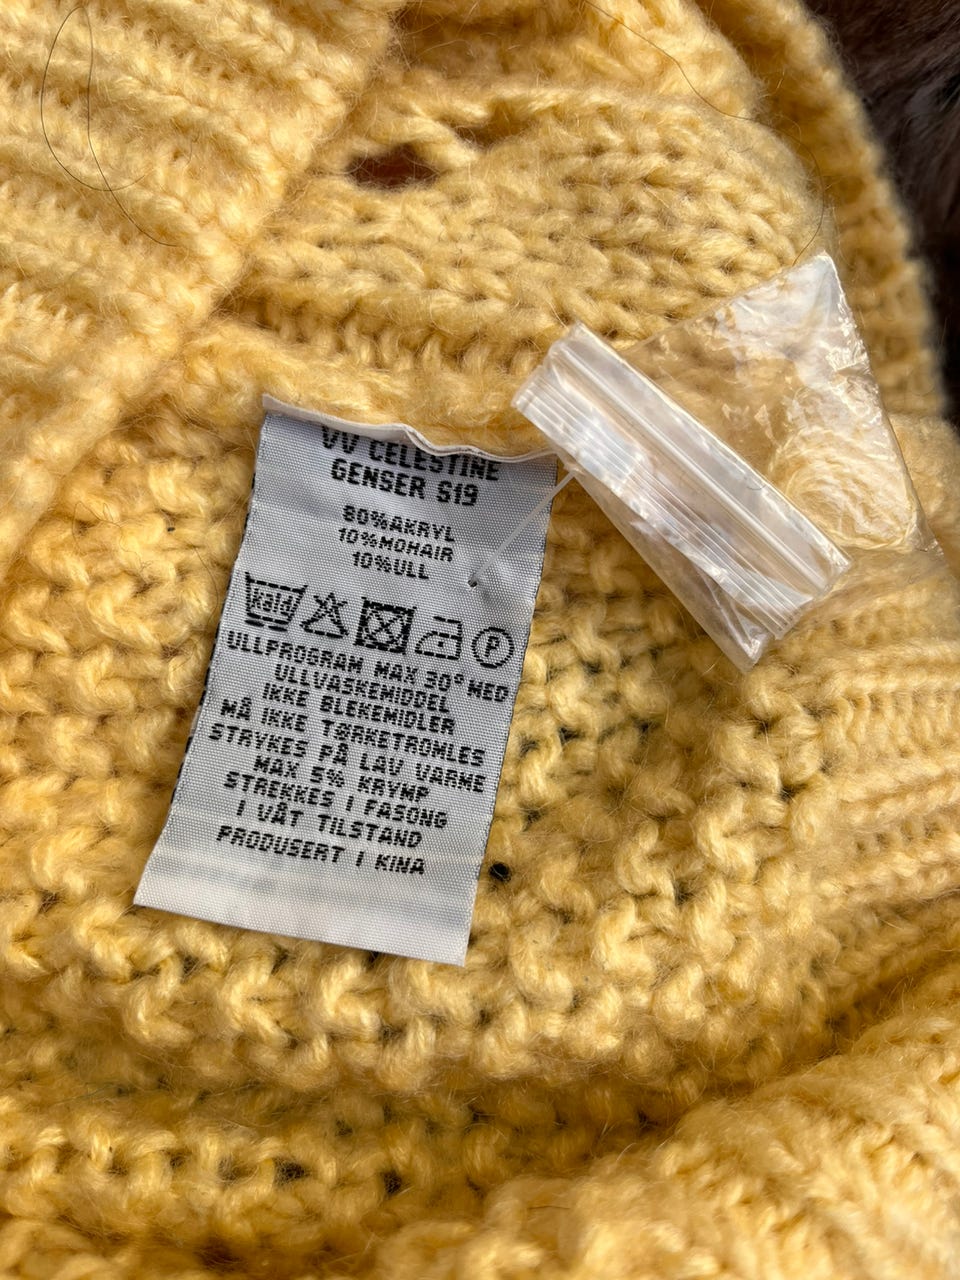 VV CELESTINE
GENSER S19
80%AKRYL
10%MOHAIR
10%ULL
kald
P
ULLPROGRAM MAX 30° MED
ULLVASKEMIDDEL
IKKE BLEKEMIDLER
MÅ IKKE TØRKETROMLES
STRYKES PÅ LAV VARME
MAX 5% KRYMP
STREKKES I FASONG
I VÅT TILSTAND
PRODUSERT I KINA